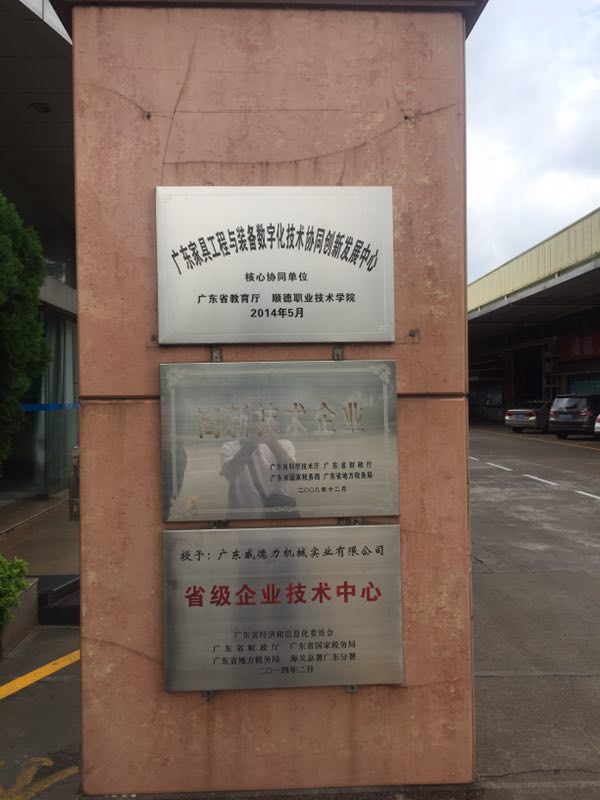 广东家具工程与装备数字化技术协同创新发展中心
核心协同单位
广东省教育厅 顺德职业技术学院
2014年5月
高新技术企业
广东省科学技术厅 广东省财政厅
广东省国家税务局 广东省地方税务局
二〇〇八年十二月
授予：广东威德力机械实业有限公司
省级企业技术中心
广东省经济和信息化委员会
广东省财政厅 广东省国家税务局
广东省地方税务局 海关总署广东分署
二〇一四年二月